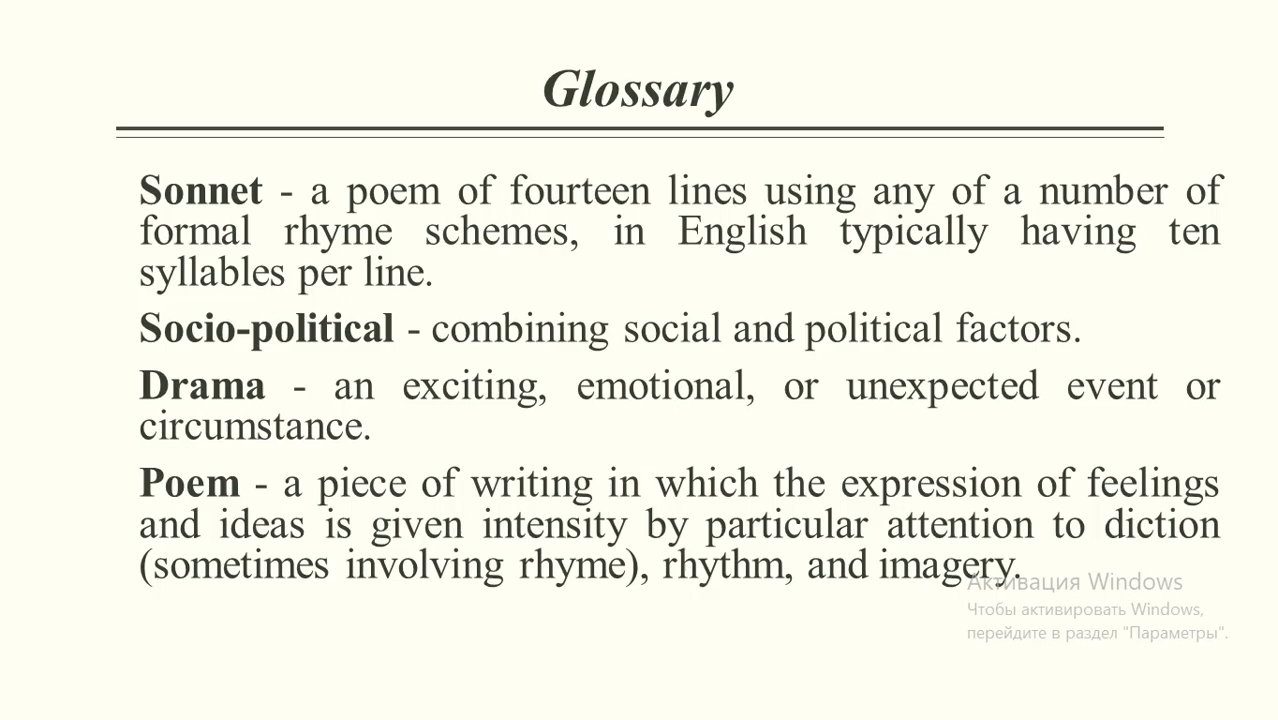 Glossary
Sonnet - a poem of fourteen lines using any of a number of
formal rhyme schemes, in English typically having ten
syllables per line.
Socio-political - combining social and political factors.
Drama - an exciting, emotional, or unexpected event or
circumstance.
Poem - a piece of writing in which the expression of feelings
and ideas is given intensity by particular attention to diction
(sometimes involving rhyme), rhythm, and imagery.
Активация Windows
Чтобы активировать Windows,
перейдите в раздел "Параметры".